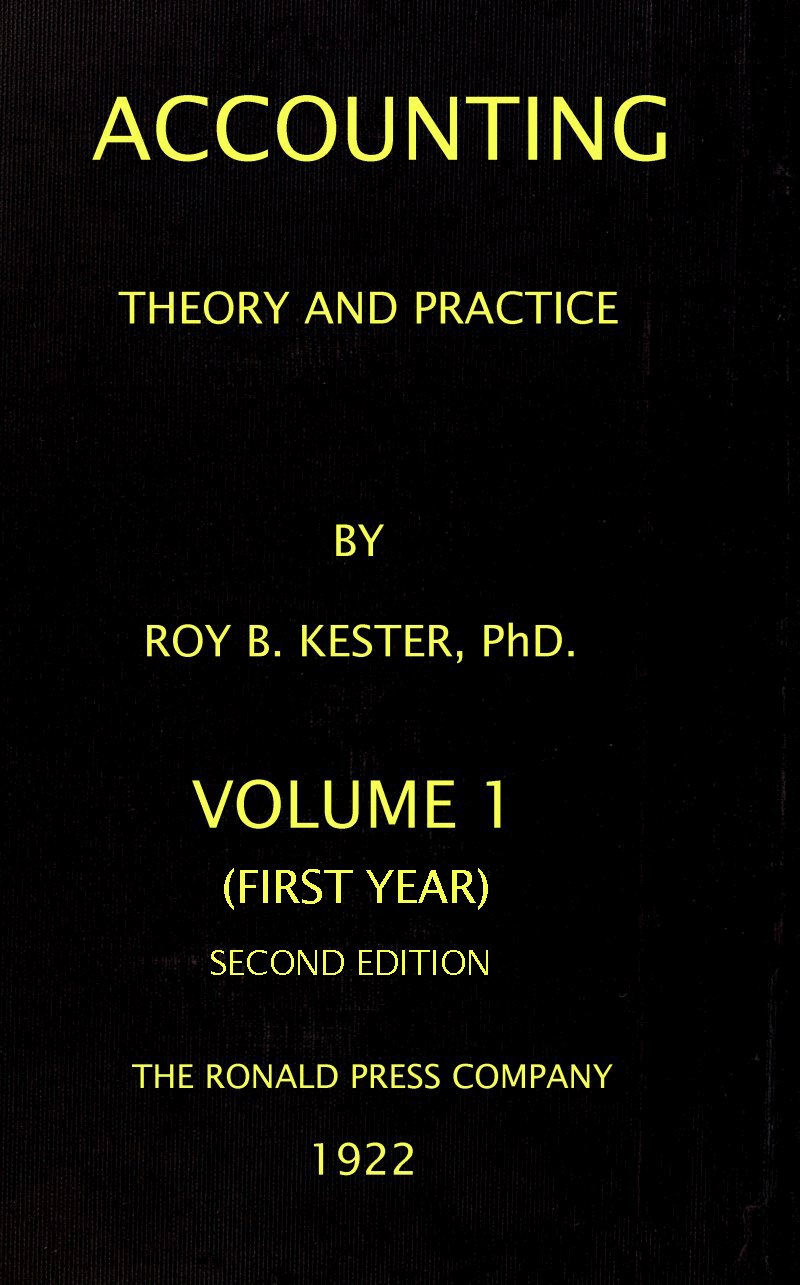 ACCOUNTING
THEORY AND PRACTICE
BY
ROY B. KESTER, PhD.
VOLUME 1
(FIRST YEAR)
SECOND EDITION
THE RONALD PRESS COMPANY
1922